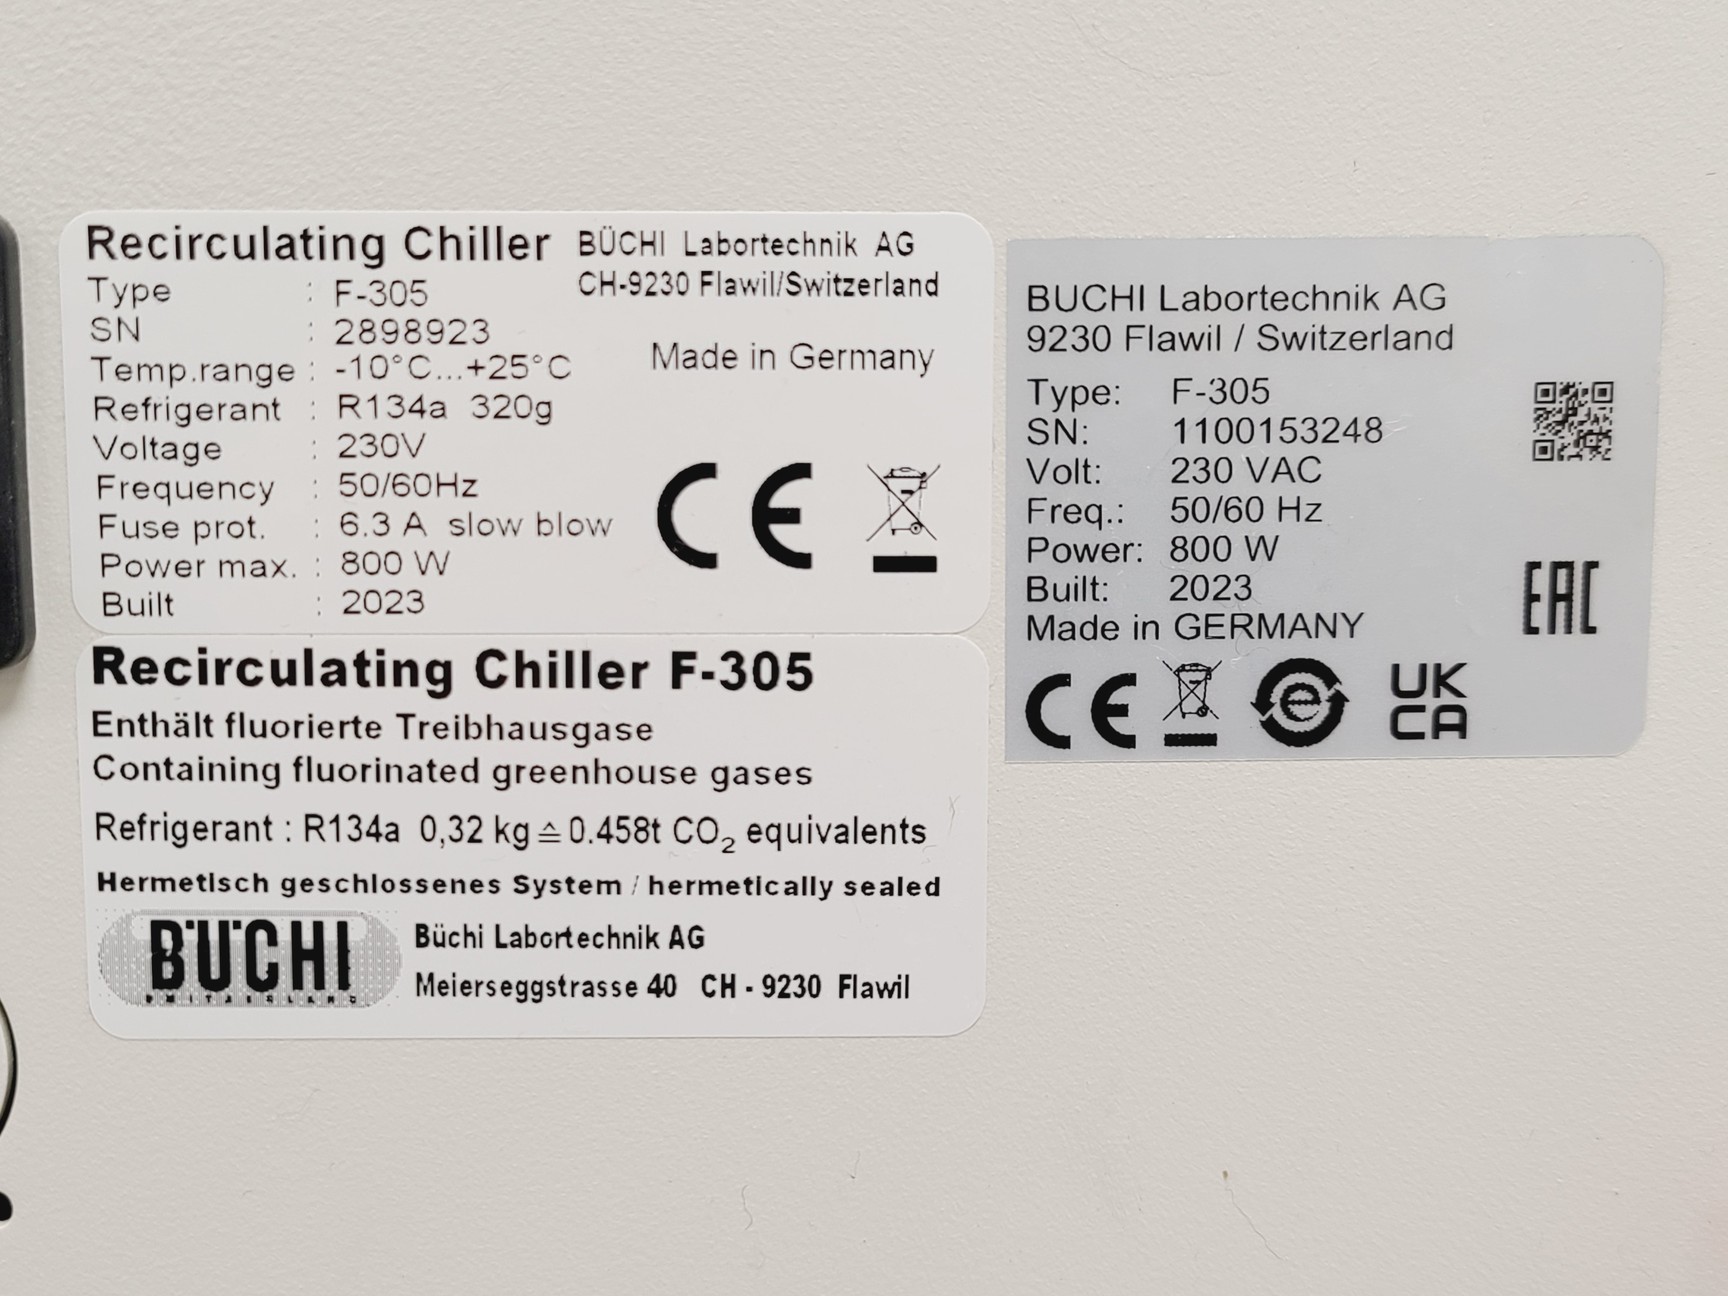 Recirculating Chiller BÜCHI Labortechnik AG
CH-9230 Flawil/Switzerland
Type : F-305
SN : 2898923
Temp.range : -10°C...+25°C
Made in Germany
Refrigerant : R134a 320g
Voltage : 230V
Frequency : 50/60Hz
Fuse prot. : 6.3 A slow blow
Power max. : 800 W
Built : 2023
CE
Recirculating Chiller F-305
Enthält fluorierte Treibhausgase
Containing fluorinated greenhouse gases
Refrigerant : R134a 0,32 kg ≙ 0.458t CO₂ equivalents
Hermetisch geschlossenes System / hermetically sealed
BÜCHI
SWITZERLAND
Büchi Labortechnik AG
Meierseggstrasse 40 CH - 9230 Flawil
BUCHI Labortechnik AG
9230 Flawil / Switzerland
Type: F-305
SN: 1100153248
Volt: 230 VAC
Freq.: 50/60 Hz
Power: 800 W
Built: 2023
Made in GERMANY
EAC
CE
e
UK
CA